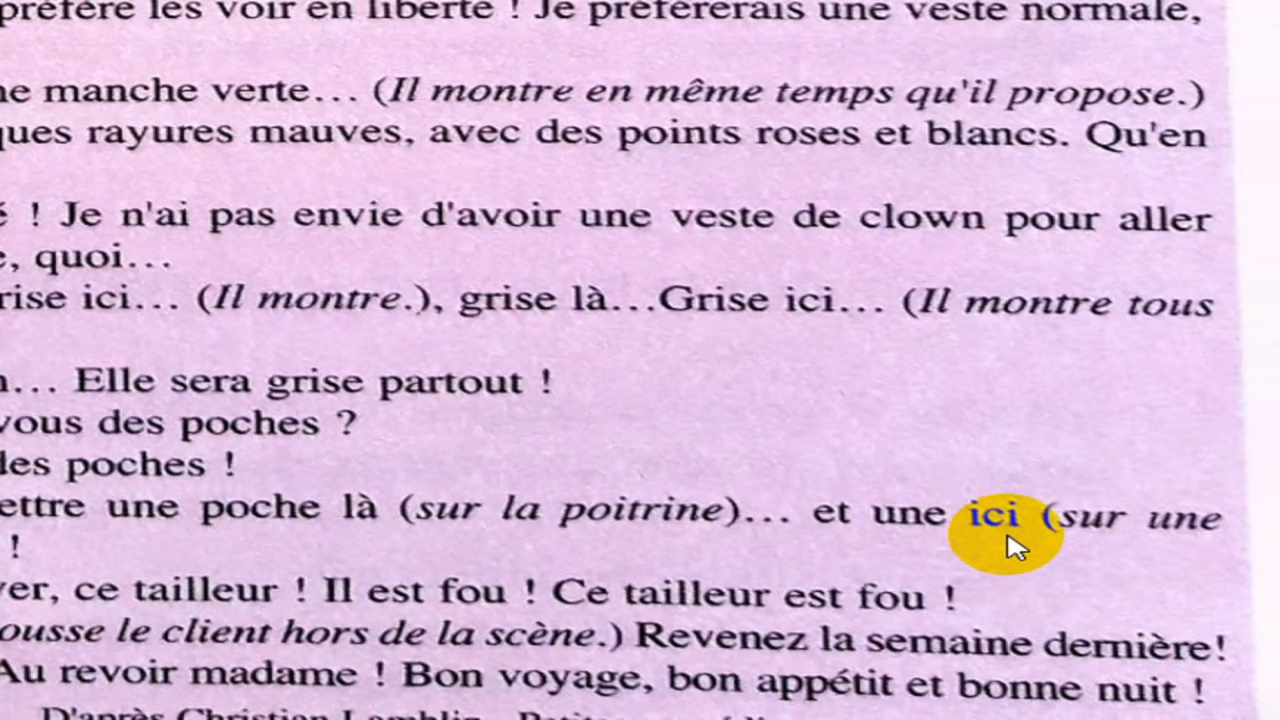 préfère les voir en liberté ! Je préférerais une veste normale,
manche verte… (Il montre en même temps qu'il propose.)
rayures mauves, avec des points roses et blancs. Qu'en
! Je n'ai pas envie d'avoir une veste de clown pour aller
quoi…
ici… (Il montre.), grise là…Grise ici… (Il montre tous
… Elle sera grise partout !
vous des poches ?
des poches !
une poche là (sur la poitrine)… et une ici (sur une
!
ce tailleur ! Il est fou ! Ce tailleur est fou !
le client hors de la scène.) Revenez la semaine dernière!
Au revoir madame ! Bon voyage, bon appétit et bonne nuit !
D'après Christian Lamblin